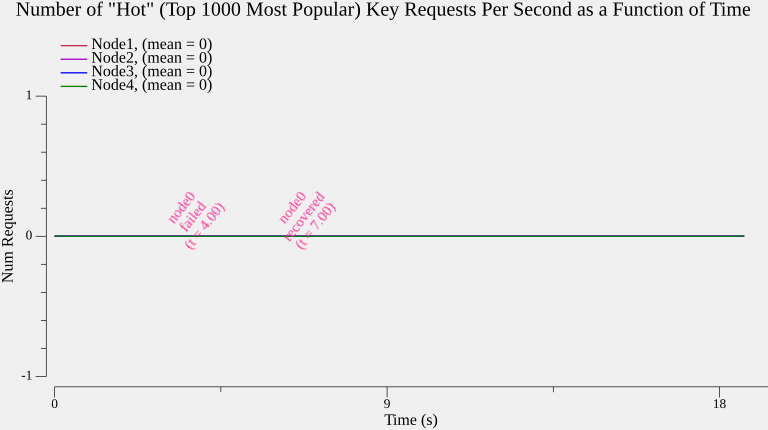 Number of "Hot" (Top 1000 Most Popular) Key Requests Per Second as a Function of Time
Node1, (mean = 0)
Node2, (mean = 0)
Node3, (mean = 0)
Node4, (mean = 0)
1
0
-1
Num Requests
node0
failed
(t = 4.00)
node0
recovered
(t = 7.00)
0
9
18
Time (s)